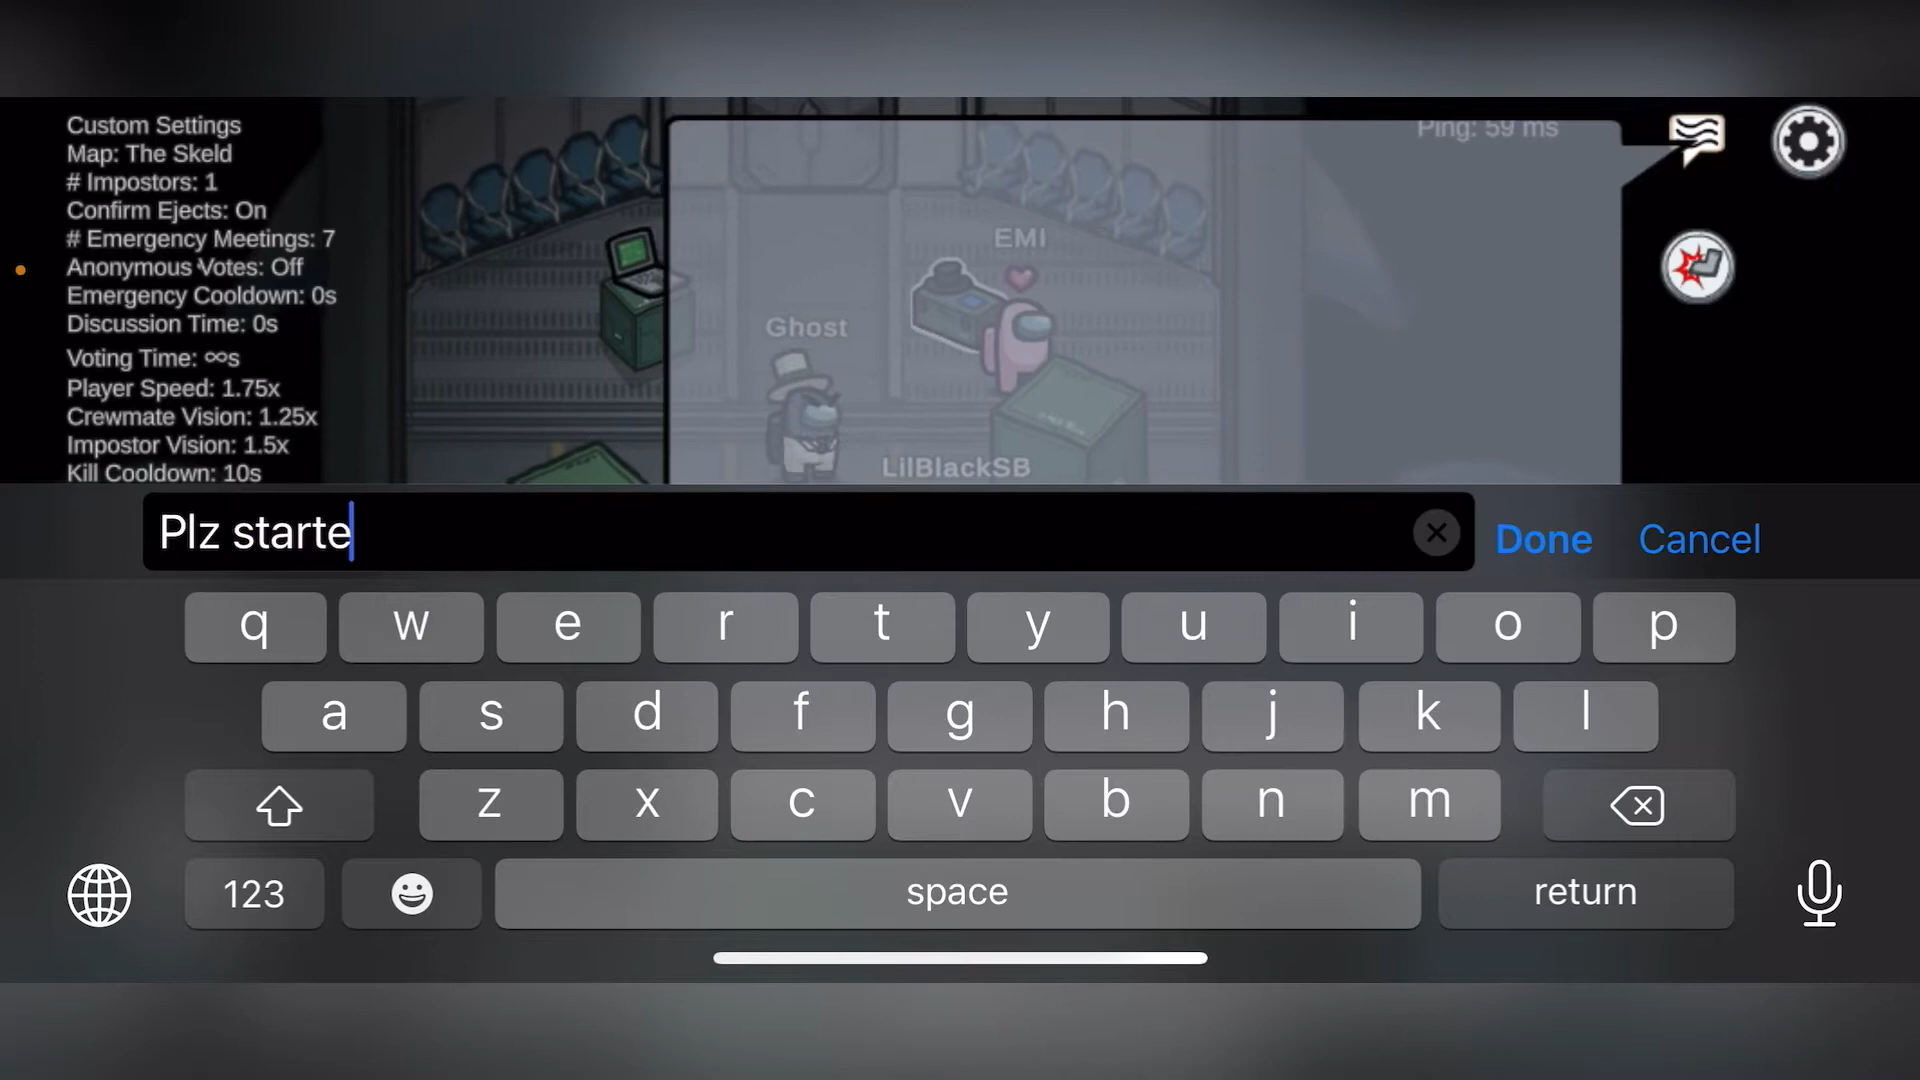 Custom Settings
Map: The Skeld
# Impostors: 1
Confirm Ejects: On
# Emergency Meetings: 7
Anonymous Votes: Off
Emergency Cooldown: 0s
Discussion Time: 0s
Voting Time: ∞s
Player Speed: 1.75x
Crewmate Vision: 1.25x
Impostor Vision: 1.5x
Kill Cooldown: 10s
Ping: 59 ms
EMI
Ghost
LilBlackSB
Plz starte
Done Cancel
q w e r t y u i o p
a s d f g h j k l
z x c v b n m
123 space return